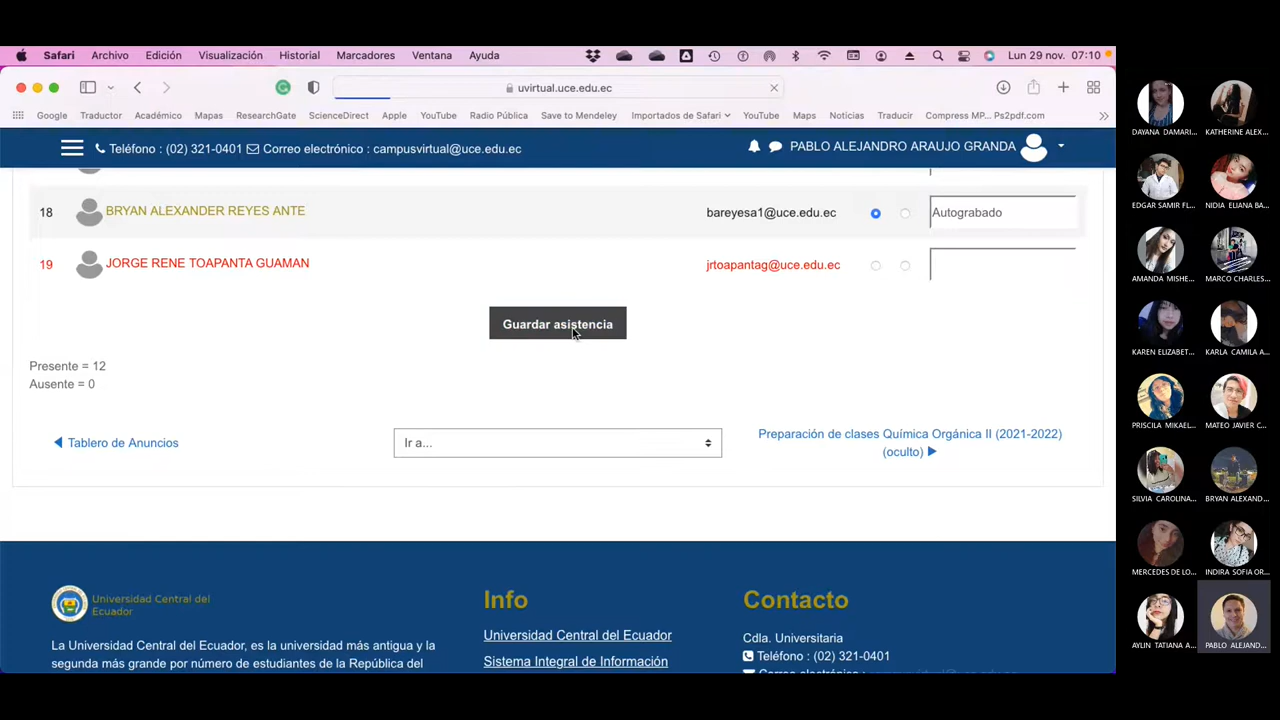 Safari Archivo Edición Visualización Historial Marcadores Ventana Ayuda Lun 29 nov. 07:10
uvirtual.uce.edu.ec
Google Traductor Académico Mapas ResearchGate ScienceDirect Apple YouTube Radio Pública Save to Mendeley Importados de Safari YouTube Maps Noticias Traducir Compress MP... Ps2pdf.com
Teléfono : (02) 321-0401 Correo electrónico : campusvirtual@uce.edu.ec PABLO ALEJANDRO ARAUJO GRANDA
18 BRYAN ALEXANDER REYES ANTE bareyesa1@uce.edu.ec Autograbado
19 JORGE RENE TOAPANTA GUAMAN jrtoapantag@uce.edu.ec
Guardar asistencia
Presente = 12
Ausente = 0
Tablero de Anuncios Ir a... Preparación de clases Química Orgánica II (2021-2022)
(oculto)
Universidad Central del
Ecuador
Info
Contacto
La Universidad Central del Ecuador, es la universidad más antigua y la
segunda más grande por número de estudiantes de la República del
Universidad Central del Ecuador
Sistema Integral de Información
Cdla. Universitaria
Teléfono : (02) 321-0401
DAYANA DAMARI... KATHERINE ALEX...
EDGAR SAMIR FL... NIDIA ELIANA BA...
AMANDA MISHE... MARCO CHARLES...
KAREN ELIZABET... KARLA CAMILA A...
PRISCILA MIKAEL... MATEO JAVIER C...
SILVIA CAROLINA... BRYAN ALEXAND...
MERCEDES DE LO... INDIRA SOFIA OR...
AYLIN TATIANA A... PABLO ALEJAND...